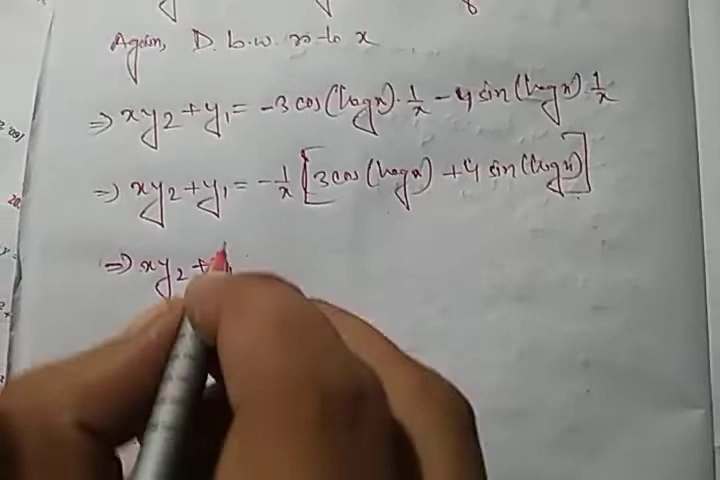 Again, D. b. w. r. to x
⇒ xy₂ + y₁ = -3 cos(log x)·1/x - 4 sin(log x)·1/x
⇒ xy₂ + y₁ = -1/x [3 cos(log x) + 4 sin(log x)]
⇒ xy₂ +